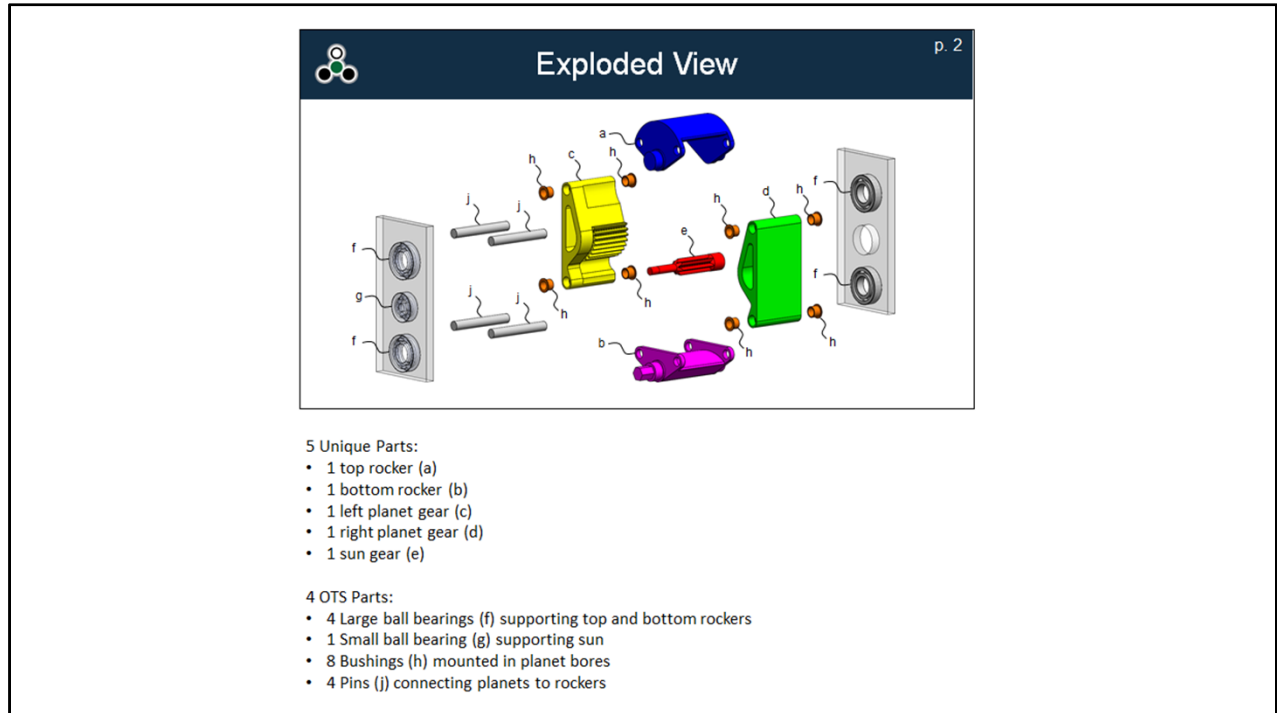 Exploded View
p. 2
a
c
h
h
j
j
f
d
h
h
f
e
g
h
h
f
j
j
f
b
h
h
5 Unique Parts:
• 1 top rocker (a)
• 1 bottom rocker (b)
• 1 left planet gear (c)
• 1 right planet gear (d)
• 1 sun gear (e)
4 OTS Parts:
• 4 Large ball bearings (f) supporting top and bottom rockers
• 1 Small ball bearing (g) supporting sun
• 8 Bushings (h) mounted in planet bores
• 4 Pins (j) connecting planets to rockers